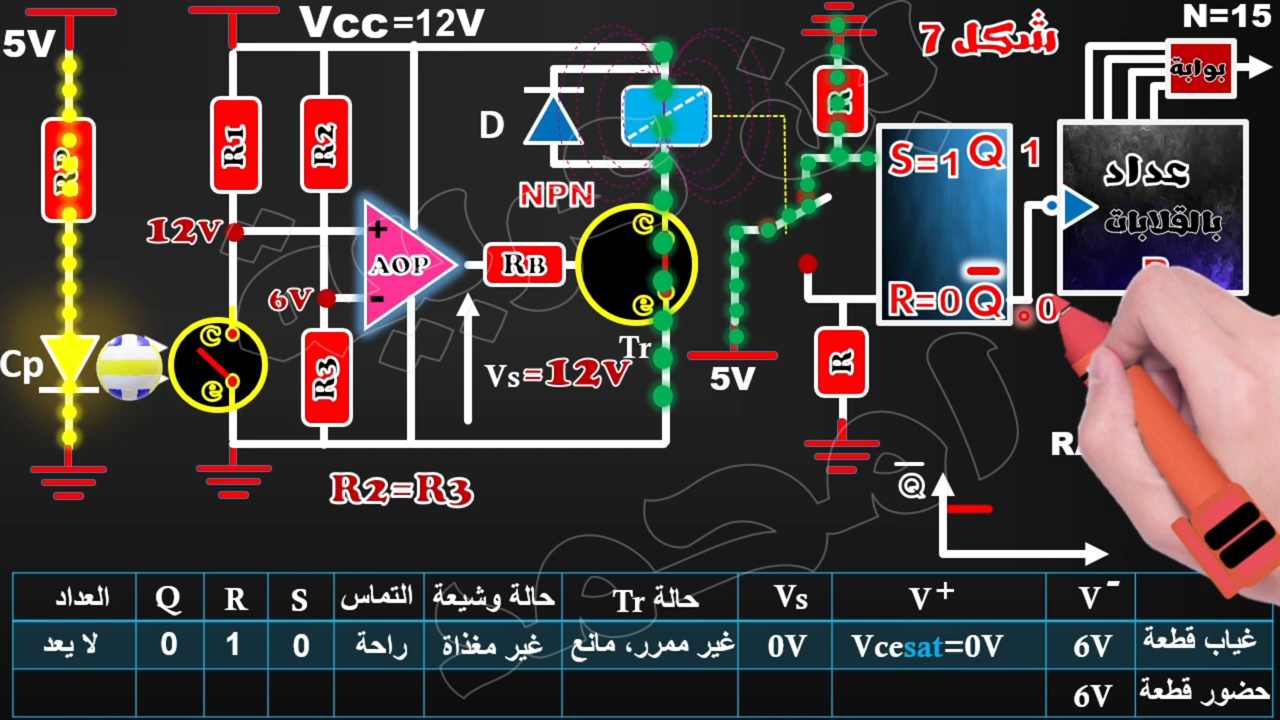 5V
Vcc=12V
شكل 7
N=15
بوابة
RP
R1
R2
D
NPN
R
S=1 Q 1
عداد
بالقلابات
12V
+
AOP
-
RB
c
e
6V
R=0 Q̅ 0
Cp
c
e
R3
Tr
Vs=12V
5V
R
R2=R3
Q̅
V⁻ V⁺ Vs حالة Tr حالة وشيعة التماس S R Q العداد
غياب قطعة 6V Vcesat=0V 0V غير ممرر، مانع غير مغذاة راحة 0 1 0 لا يعد
حضور قطعة 6V